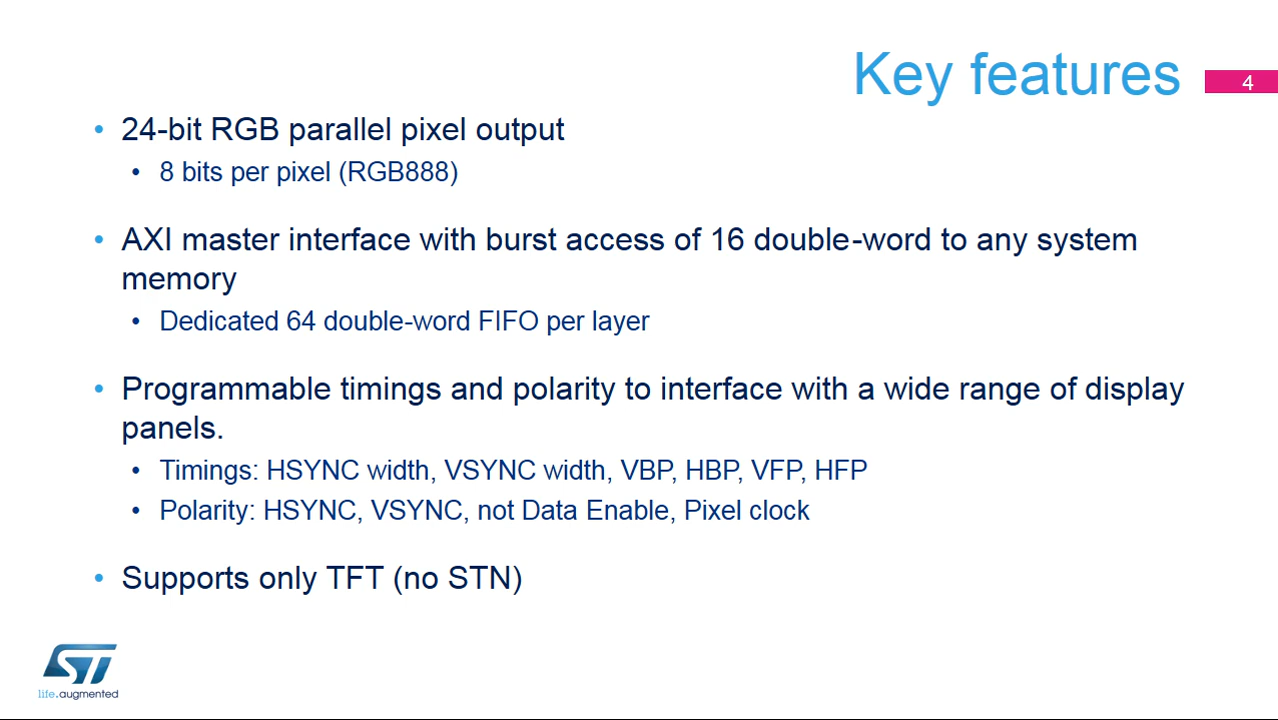 Key features
4
• 24-bit RGB parallel pixel output
• 8 bits per pixel (RGB888)
• AXI master interface with burst access of 16 double-word to any system
memory
• Dedicated 64 double-word FIFO per layer
• Programmable timings and polarity to interface with a wide range of display
panels.
• Timings: HSYNC width, VSYNC width, VBP, HBP, VFP, HFP
• Polarity: HSYNC, VSYNC, not Data Enable, Pixel clock
• Supports only TFT (no STN)
ST
life.augmented